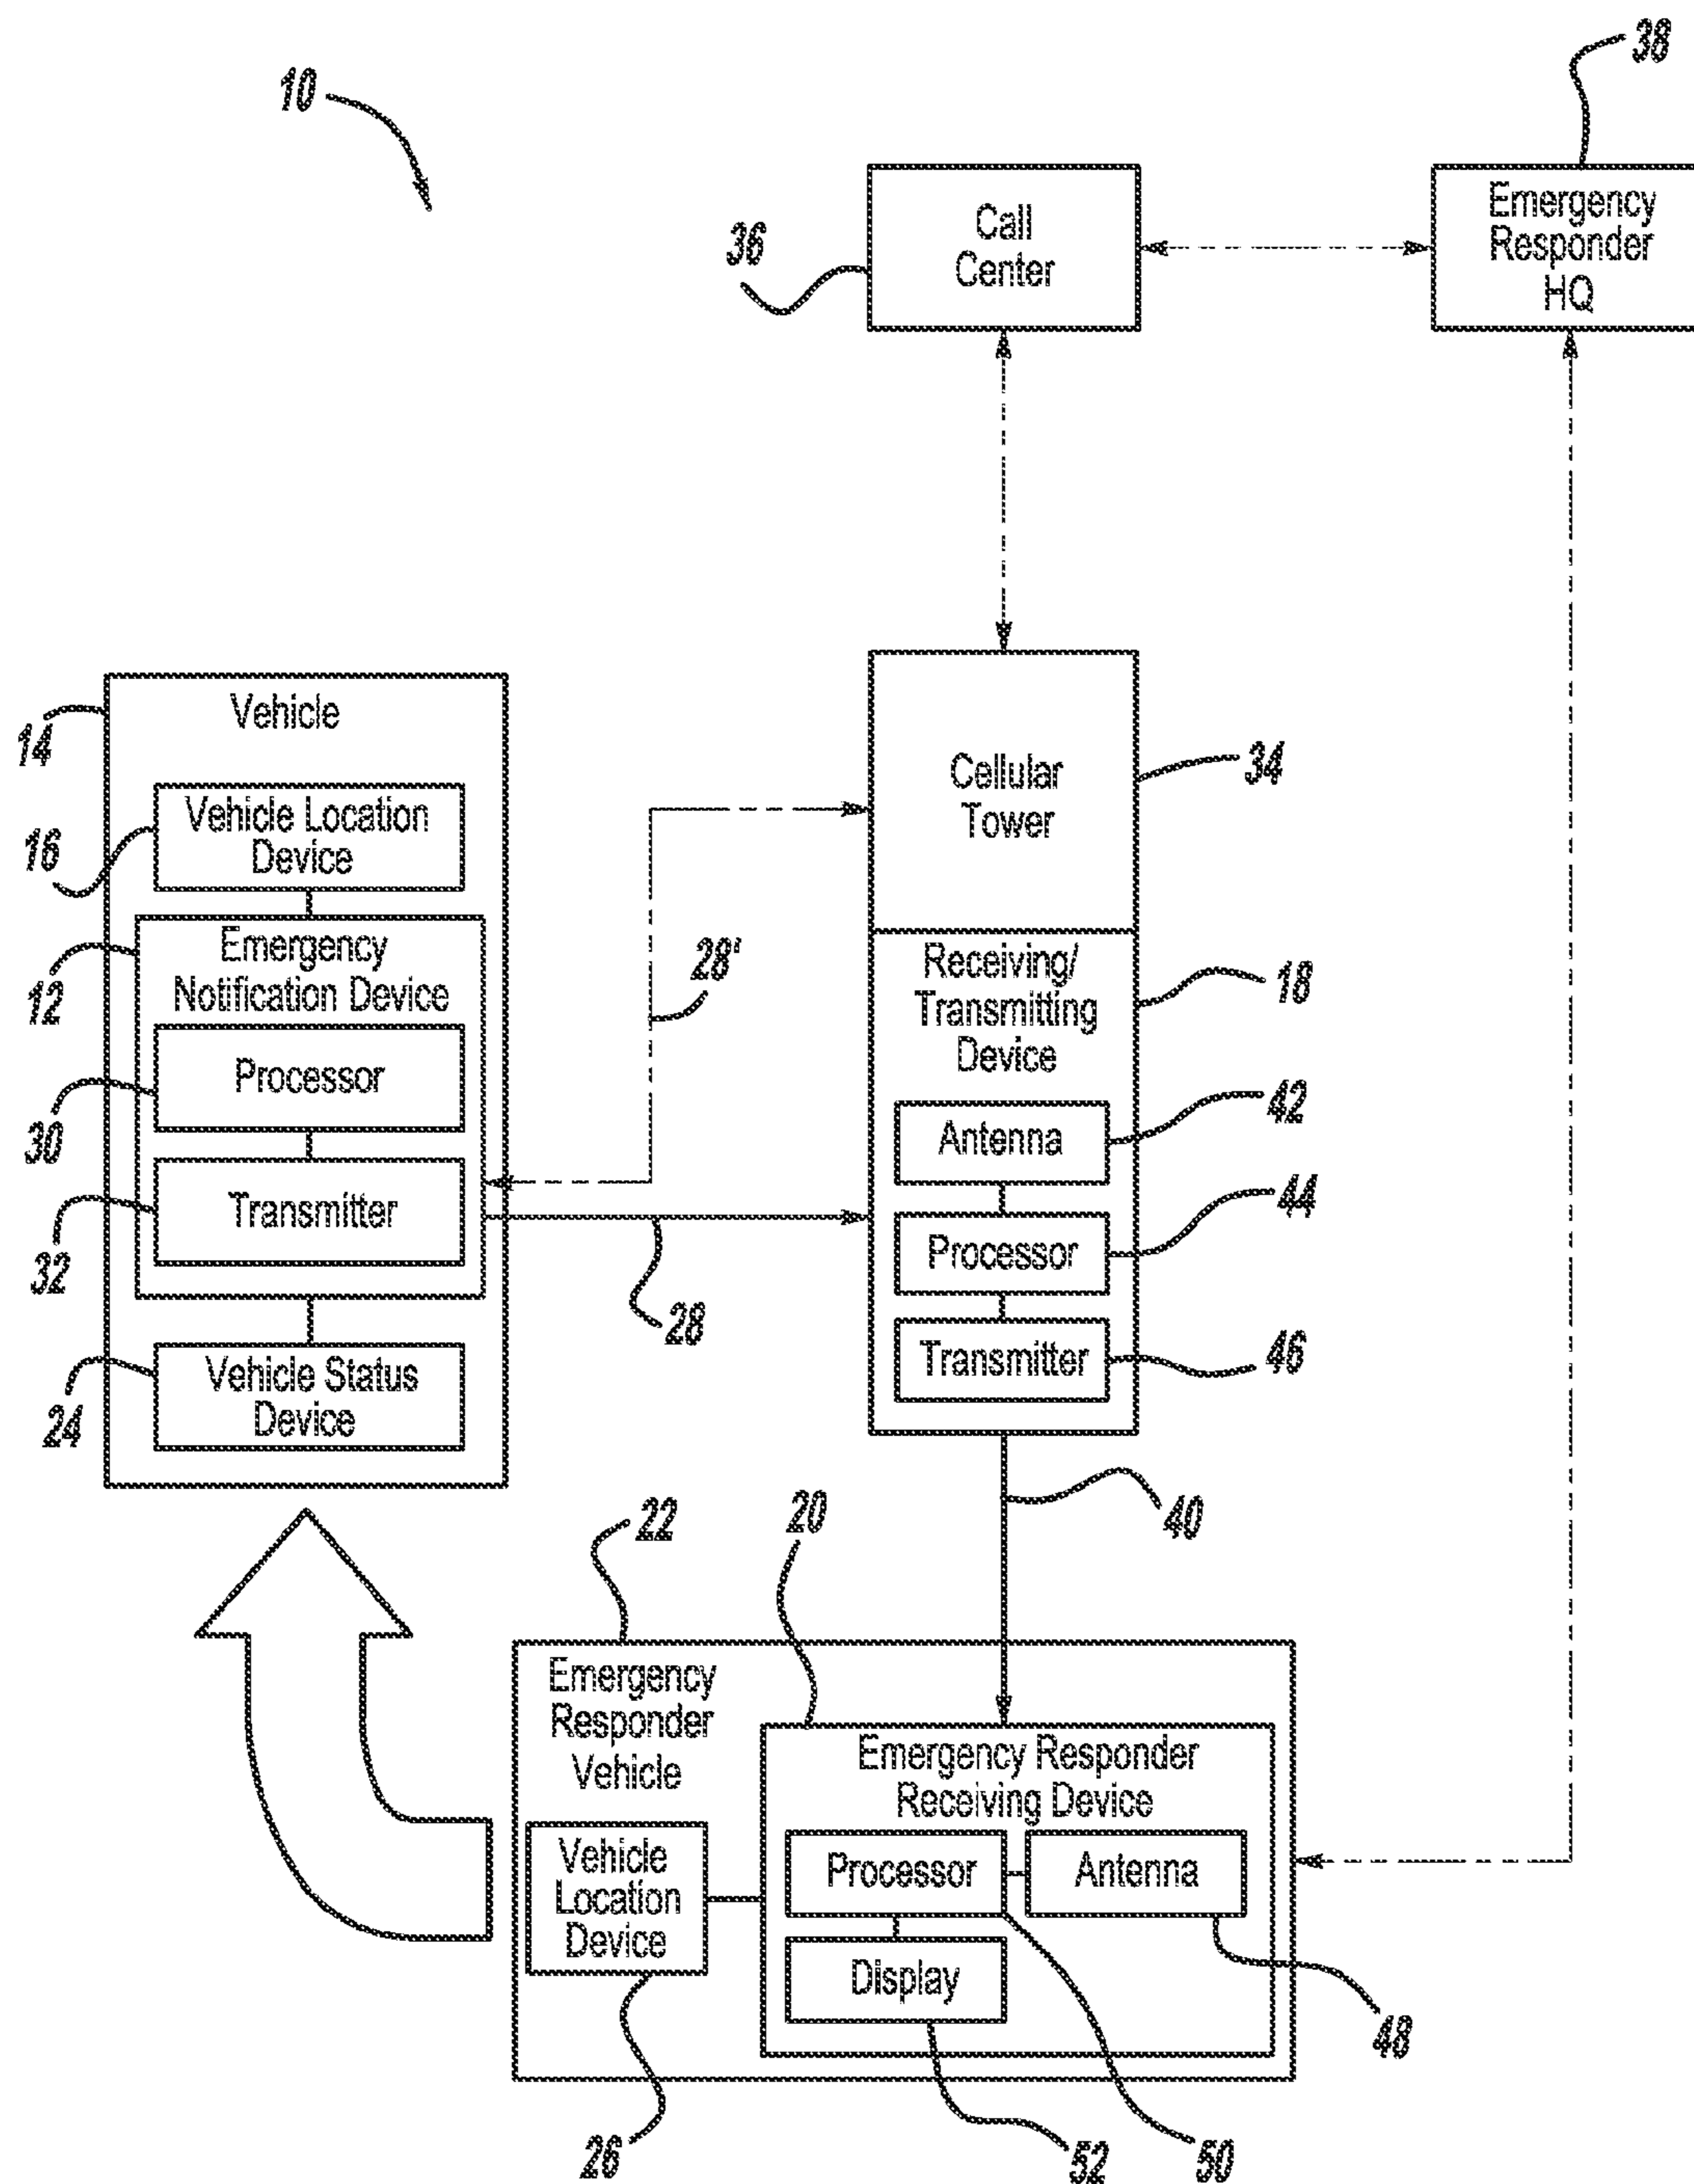 38
10
Call
Center
36
Emergency
Responder
HQ
Vehicle
14
Vehicle Location
Device
16
Emergency
Notification Device
12
Processor
30
Transmitter
32
Vehicle Status
Device
24
28'
28
Cellular
Tower
34
Receiving/
Transmitting
Device
18
Antenna
42
Processor
44
Transmitter
46
40
22
20
Emergency
Responder
Vehicle
Vehicle
Location
Device
26
Emergency Responder
Receiving Device
Processor
Antenna
Display
48
52
50